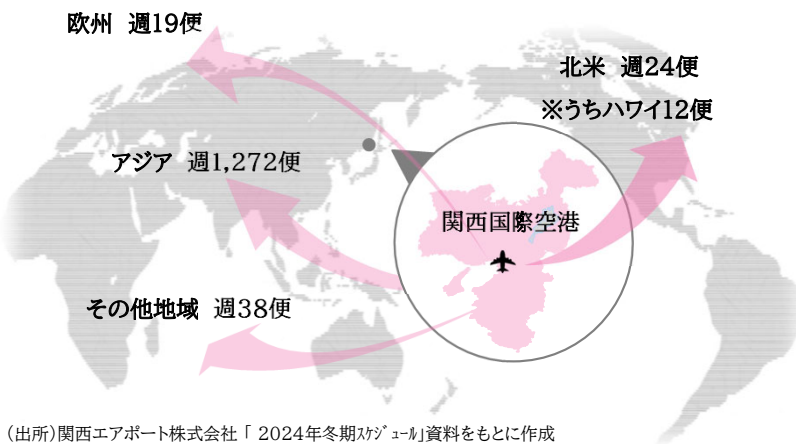 欧州 週19便
北米 週24便
※うちハワイ12便
アジア 週1,272便
関西国際空港
その他地域 週38便
(出所)関西エアポート株式会社「 2024年冬期ｽｹｼﾞｭｰﾙ」資料をもとに作成